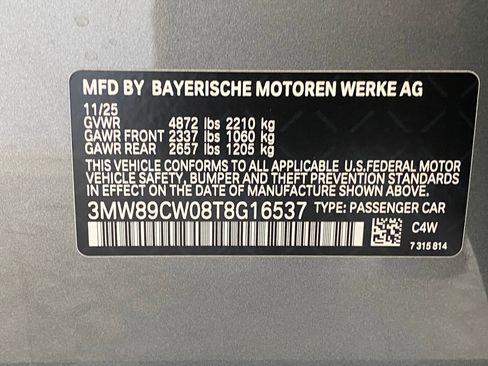 MFD BY BAYERISCHE MOTOREN WERKE AG
11/25
GVWR 4872 lbs 2210 kg
GAWR FRONT 2337 lbs 1060 kg
GAWR REAR 2657 lbs 1205 kg
THIS VEHICLE CONFORMS TO ALL APPLICABLE U.S.FEDERAL MOTOR
VEHICLE SAFETY, BUMPER, AND THEFT PREVENTION STANDARDS
IN EFFECT ON THE DATE OF MANUFACTURE SHOWN ABOVE.
3MW89CW08T8G16537 TYPE: PASSENGER CAR
C4W
7 315 814